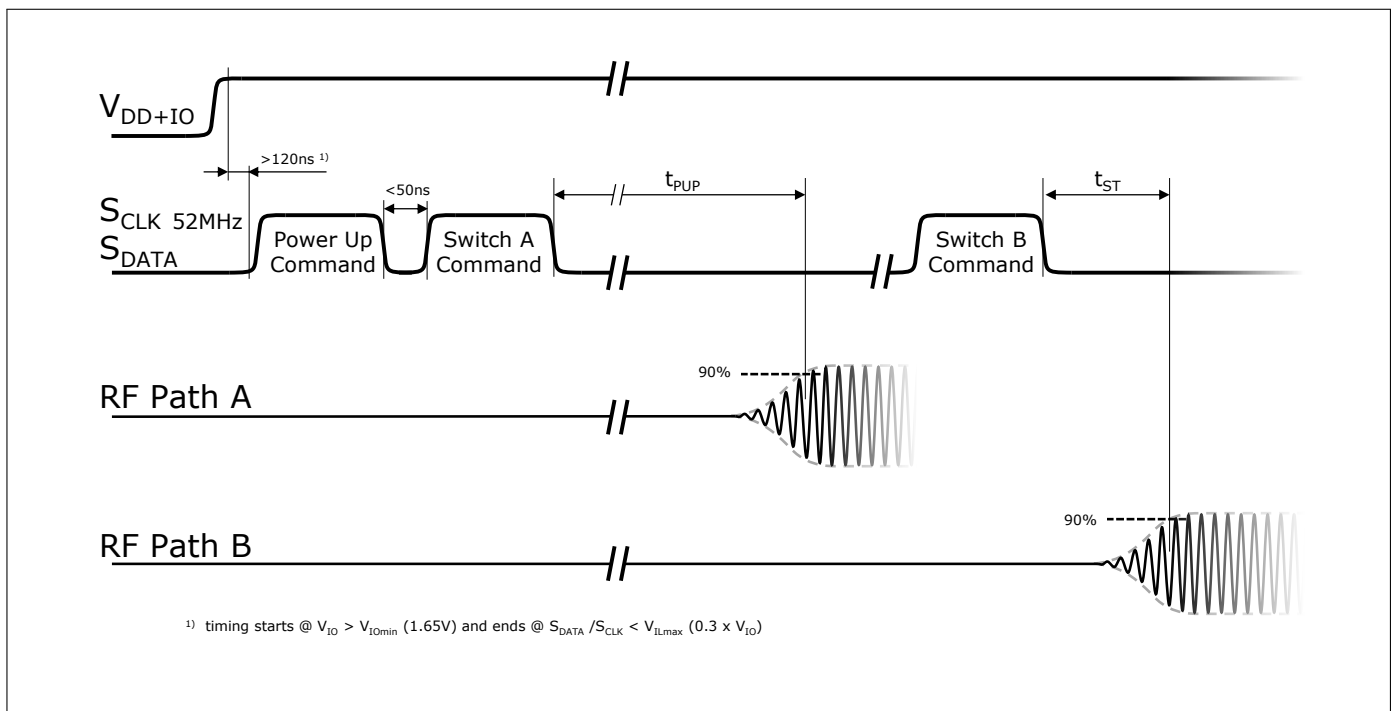 V_DD+IO
>120ns ¹⁾
t_PUP
t_ST
<50ns
S_CLK 52MHz
S_DATA
Power Up
Command
Switch A
Command
Switch B
Command
90%
RF Path A
90%
RF Path B
¹⁾ timing starts @ V_IO > V_IOmin (1.65V) and ends @ S_DATA /S_CLK < V_ILmax (0.3 x V_IO)